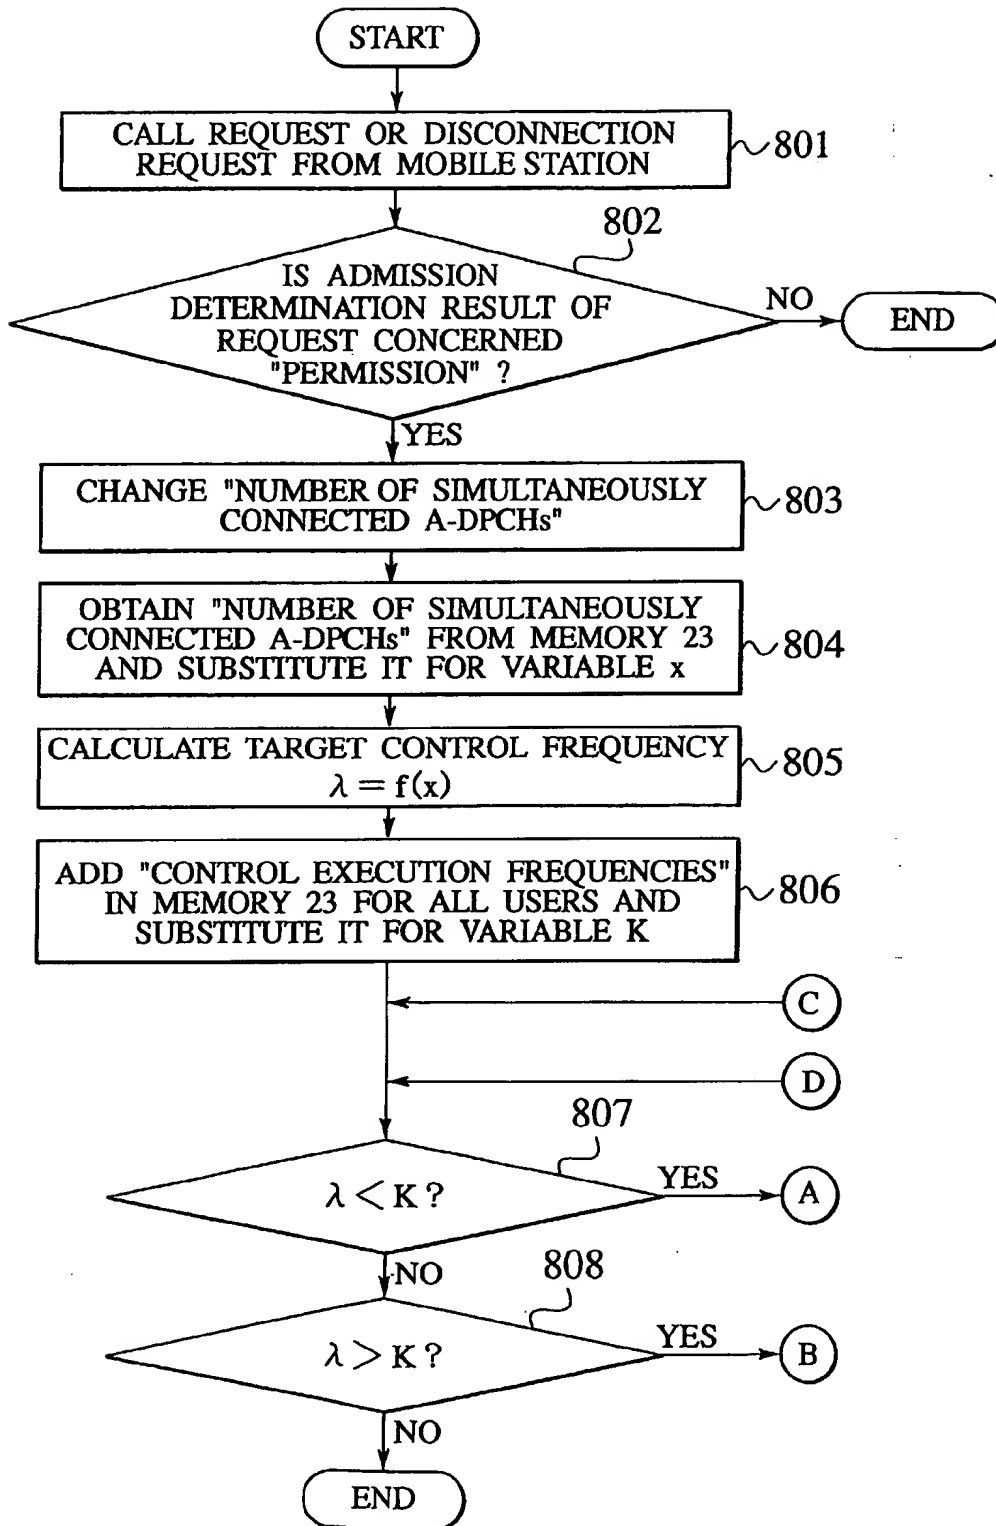 START
CALL REQUEST OR DISCONNECTION
REQUEST FROM MOBILE STATION
801
802
IS ADMISSION
DETERMINATION RESULT OF
REQUEST CONCERNED
"PERMISSION" ?
NO
END
YES
CHANGE "NUMBER OF SIMULTANEOUSLY
CONNECTED A-DPCHs"
803
OBTAIN "NUMBER OF SIMULTANEOUSLY
CONNECTED A-DPCHs" FROM MEMORY 23
AND SUBSTITUTE IT FOR VARIABLE x
804
CALCULATE TARGET CONTROL FREQUENCY
λ = f(x)
805
ADD "CONTROL EXECUTION FREQUENCIES"
IN MEMORY 23 FOR ALL USERS AND
SUBSTITUTE IT FOR VARIABLE K
806
C
D
807
λ < K ?
YES
A
NO
808
λ > K ?
YES
B
NO
END